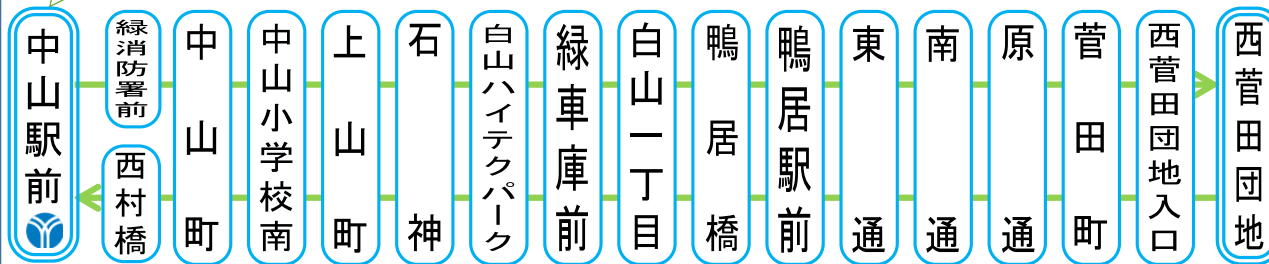 中山駅前
緑消防署前
西村橋
中山町
中山小学校南
上山町
石神
白山ハイテクパーク
緑車庫前
白山一丁目
鴨居橋
鴨居駅前
東通
南通
原通
菅田町
西菅田団地入口
西菅田団地